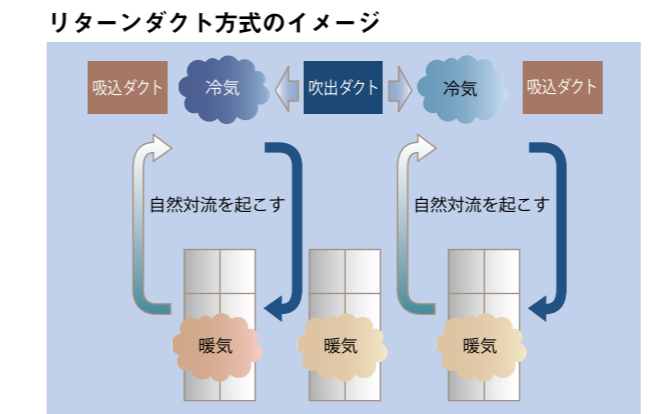 リターンダクト方式のイメージ
吸込ダクト
冷気
吹出ダクト
冷気
吸込ダクト
自然対流を起こす
自然対流を起こす
暖気
暖気
暖気